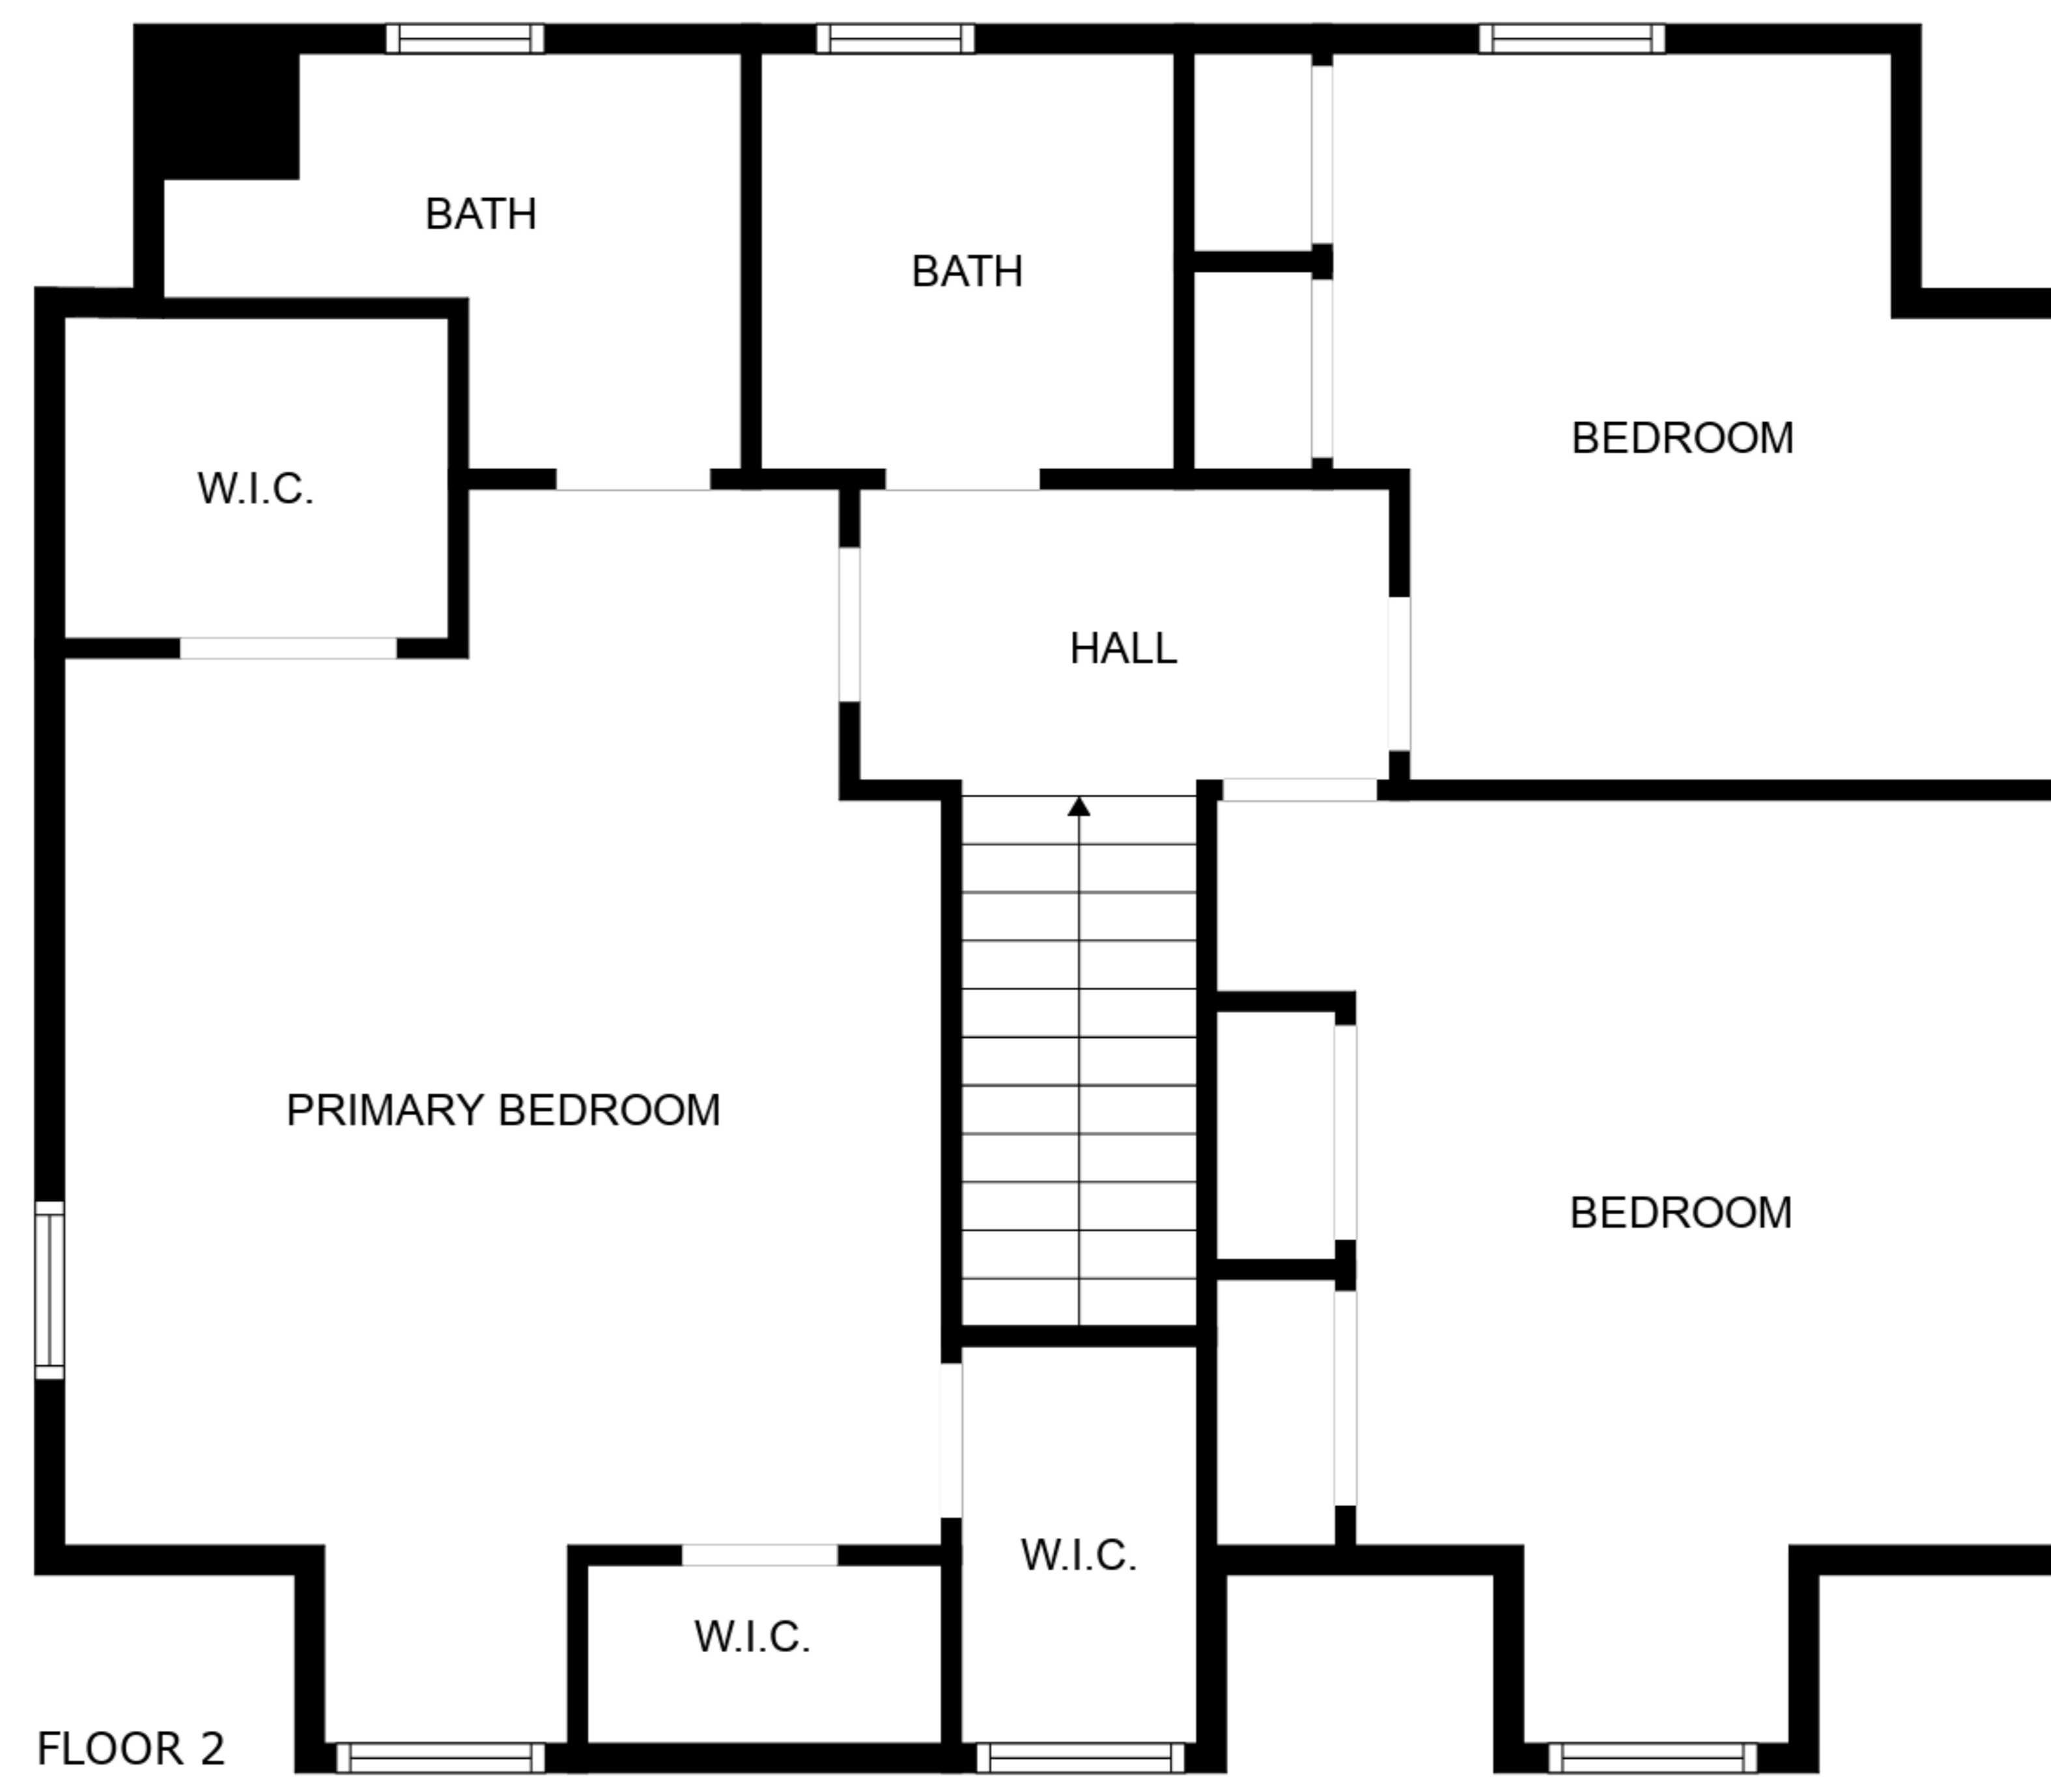 BATH
BATH
BEDROOM
W.I.C.
HALL
PRIMARY BEDROOM
BEDROOM
W.I.C.
W.I.C.
FLOOR 2